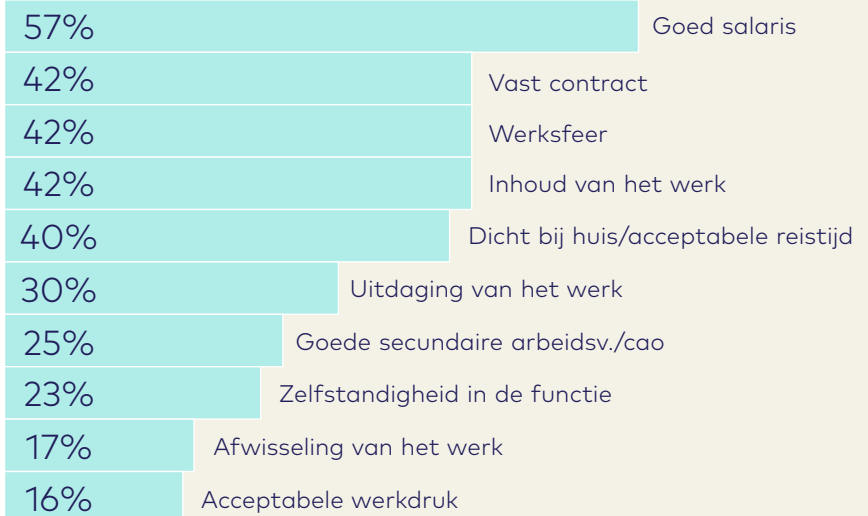 57% Goed salaris
42% Vast contract
42% Werksfeer
42% Inhoud van het werk
40% Dicht bij huis/acceptabele reistijd
30% Uitdaging van het werk
25% Goede secundaire arbeidsv./cao
23% Zelfstandigheid in de functie
17% Afwisseling van het werk
16% Acceptabele werkdruk